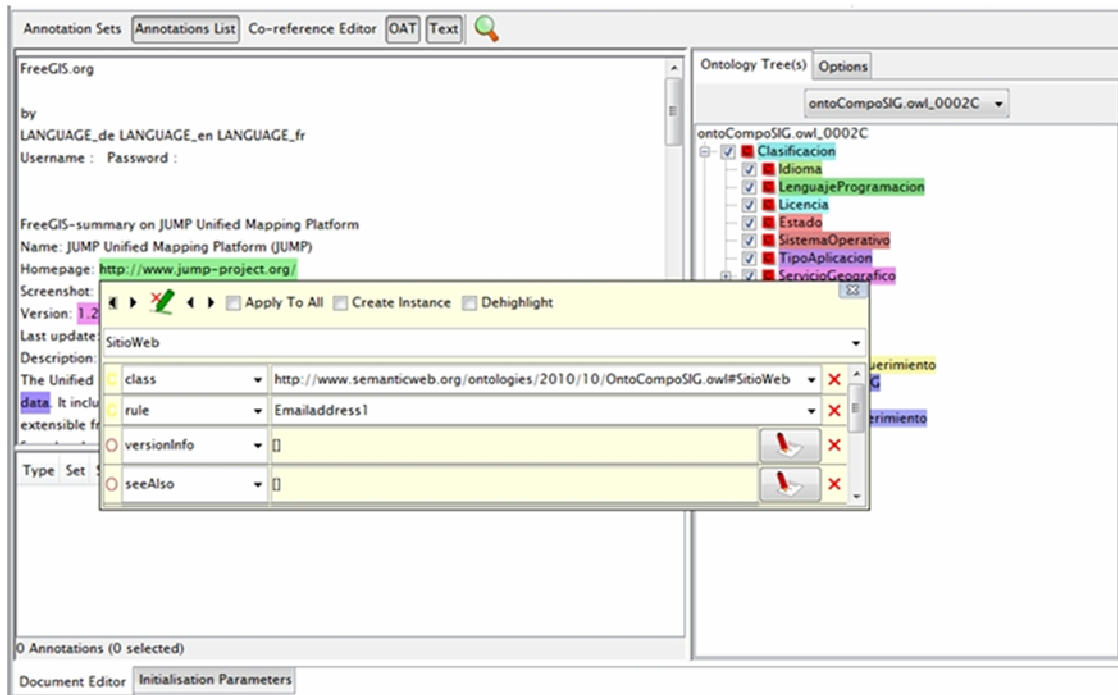 Annotation Sets Annotations List Co-reference Editor OAT Text
FreeGIS.org
by
LANGUAGE_de LANGUAGE_en LANGUAGE_fr
Username : Password :
FreeGIS-summary on JUMP Unified Mapping Platform
Name: JUMP Unified Mapping Platform (JUMP)
Homepage: http://www.jump-project.org/
Screenshot:
Version: 1.2
Last update:
Description:
The Unified
data. It inclu
extensible fr
Type Set
0 Annotations (0 selected)
Document Editor Initialisation Parameters
Apply To All Create Instance Dehighlight
SitioWeb
C class http://www.semanticweb.org/ontologies/2010/10/OntoCompoSIG.owl#SitioWeb
C rule Emailaddress1
O versionInfo []
O seeAlso []
Ontology Tree(s) Options
ontoCompoSIG.owl_0002C
ontoCompoSIG.owl_0002C
Clasificacion
Idioma
LenguajeProgramacion
Licencia
Estado
SistemaOperativo
TipoAplicacion
ServicioGeografico
uerimiento
G
erimiento